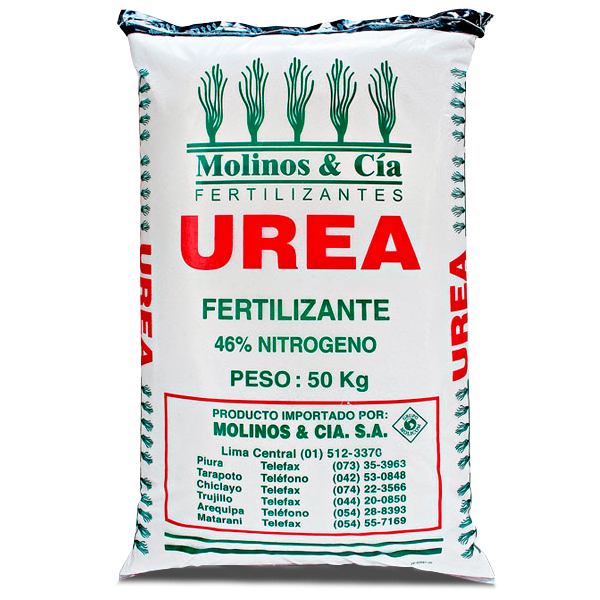 Molinos & Cía
FERTILIZANTES
UREA
FERTILIZANTE
46% NITROGENO
PESO : 50 Kg
PRODUCTO IMPORTADO POR:
MOLINOS & CIA. S.A.
GRUPO MOLINOS
Lima Central (01) 512-3370
Piura Telefax (073) 35-3963
Tarapoto Teléfono (042) 53-0848
Chiclayo Telefax (074) 22-3566
Trujillo Telefax (044) 20-0850
Arequipa Teléfono (054) 28-8393
Matarani Telefax (054) 55-7169
UREA
UREA